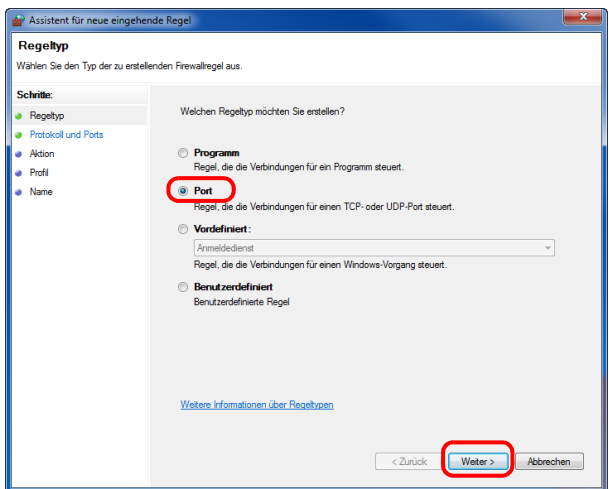 Assistent für neue eingehende Regel
Regeltyp
Wählen Sie den Typ der zu erstellenden Firewallregel aus.
Schritte:
Regeltyp
Protokoll und Ports
Aktion
Profil
Name
Welchen Regeltyp möchten Sie erstellen?
Programm
Regel, die die Verbindungen für ein Programm steuert.
Port
Regel, die die Verbindungen für einen TCP- oder UDP-Port steuert.
Vordefiniert:
Anmeldedienst
Regel, die die Verbindungen für einen Windows-Vorgang steuert.
Benutzerdefiniert
Benutzerdefinierte Regel
Weitere Informationen über Regeltypen
< Zurück
Weiter >
Abbrechen